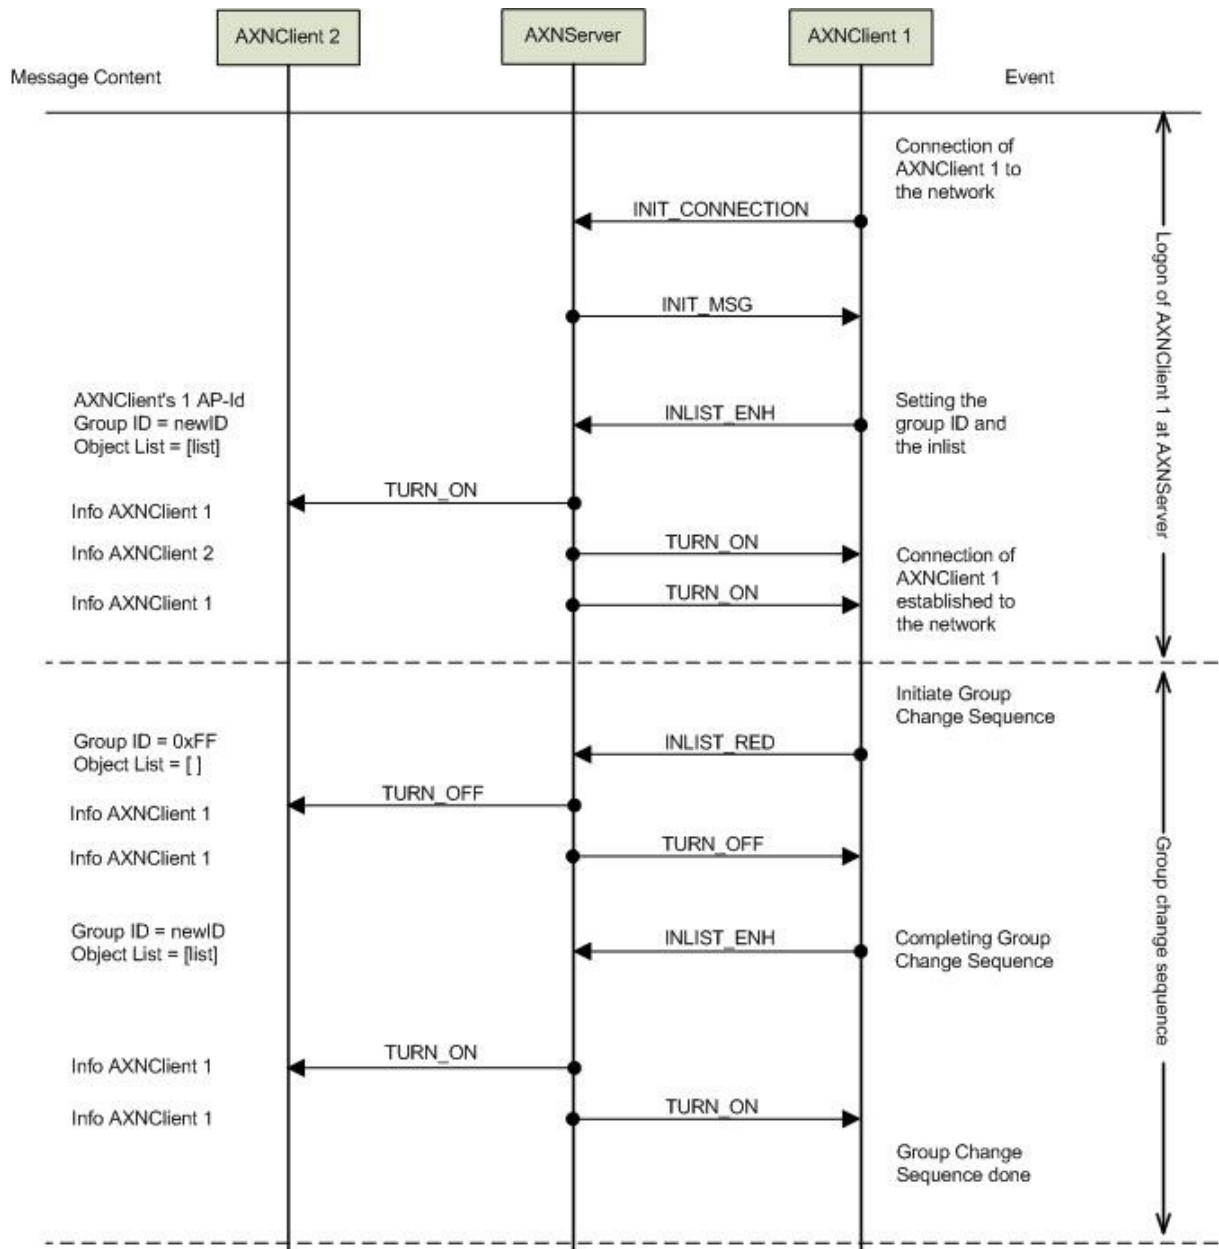 AXNClient 2
AXNServer
AXNClient 1
Message Content
Event
Connection of
AXNClient 1 to
the network
INIT_CONNECTION
INIT_MSG
AXNClient's 1 AP-Id
Group ID = newID
Object List = [list]
INLIST_ENH
Setting the
group ID and
the inlist
Logon of AXNClient 1 at AXNServer
TURN_ON
Info AXNClient 1
Info AXNClient 2
TURN_ON
Info AXNClient 1
TURN_ON
Connection of
AXNClient 1
established to
the network
Initiate Group
Change Sequence
Group ID = 0xFF
Object List = [ ]
INLIST_RED
TURN_OFF
Info AXNClient 1
Info AXNClient 1
TURN_OFF
Group change sequence
Group ID = newID
Object List = [list]
INLIST_ENH
Completing Group
Change Sequence
TURN_ON
Info AXNClient 1
Info AXNClient 1
TURN_ON
Group Change
Sequence done